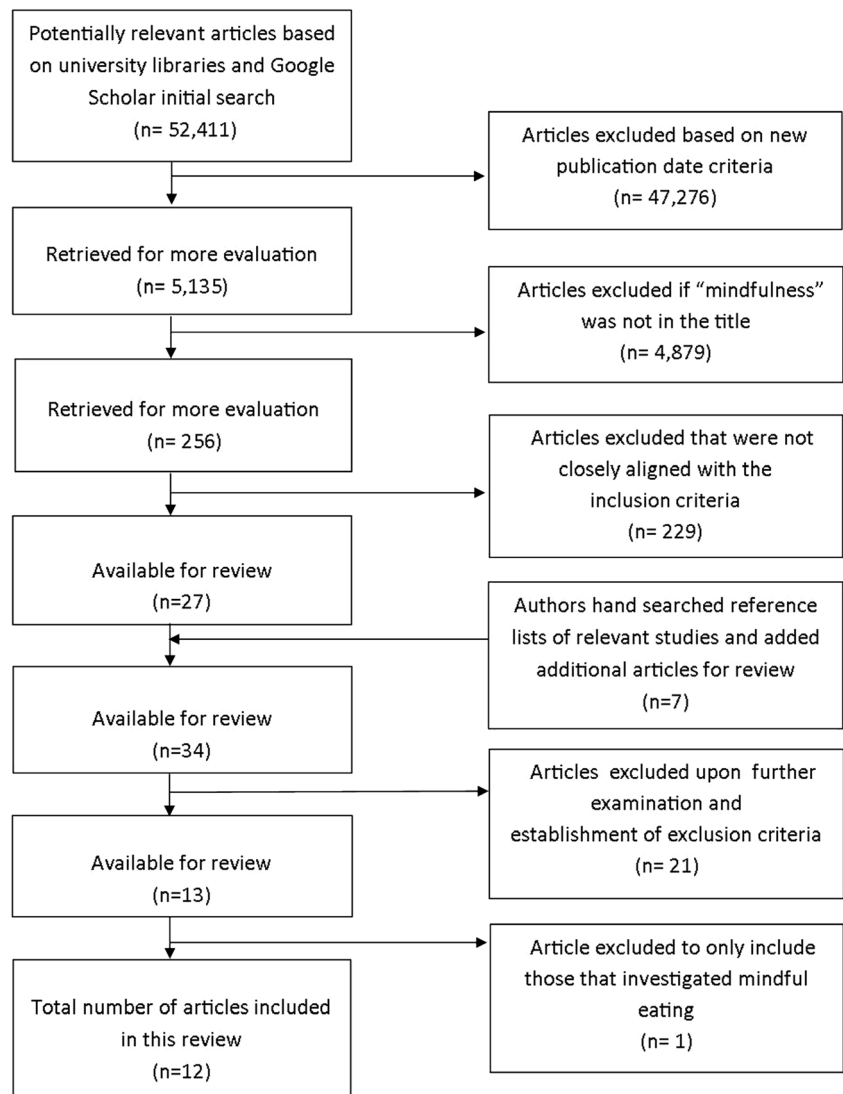 Potentially relevant articles based
on university libraries and Google
Scholar initial search
(n= 52,411)
Articles excluded based on new
publication date criteria
(n= 47,276)
Retrieved for more evaluation
(n= 5,135)
Articles excluded if “mindfulness”
was not in the title
(n= 4,879)
Retrieved for more evaluation
(n= 256)
Articles excluded that were not
closely aligned with the
inclusion criteria
(n= 229)
Available for review
(n=27)
Authors hand searched reference
lists of relevant studies and added
additional articles for review
(n=7)
Available for review
(n=34)
Articles excluded upon further
examination and
establishment of exclusion criteria
(n= 21)
Available for review
(n=13)
Article excluded to only include
those that investigated mindful
eating
(n= 1)
Total number of articles included
in this review
(n=12)